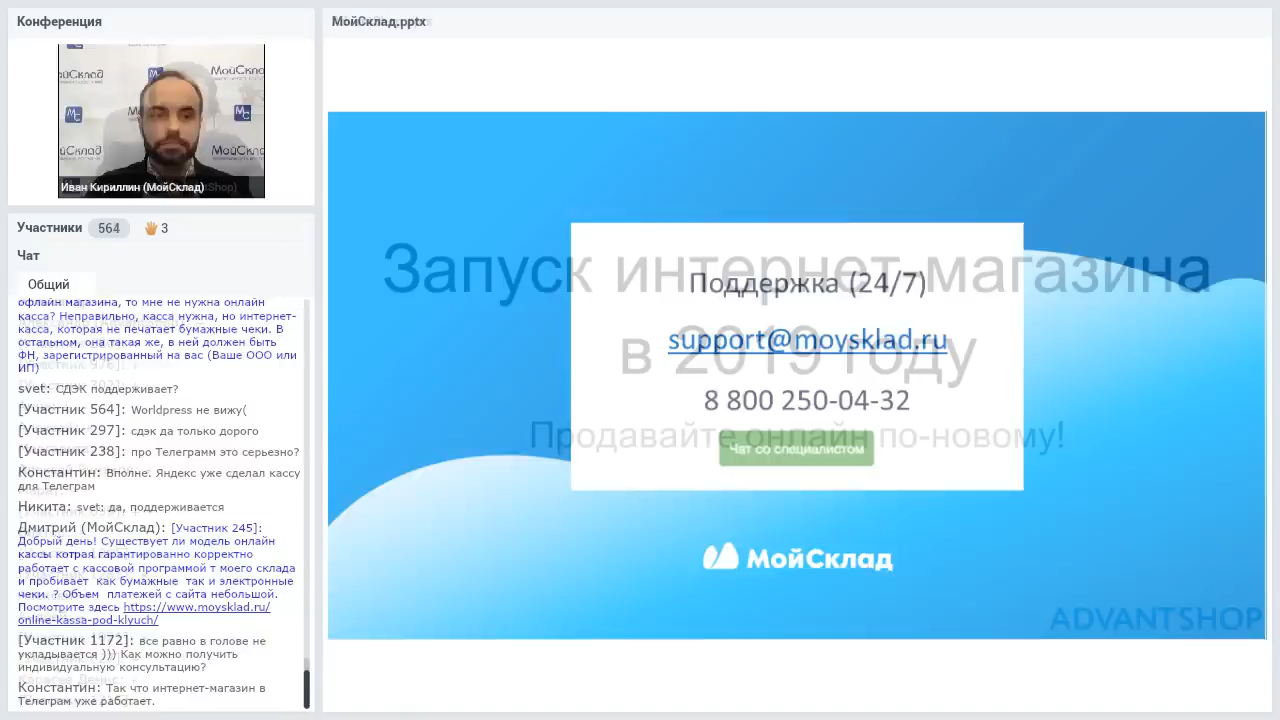 Конференция
МойСклад.pptx
МойСклад
МойСклад
Иван Кириллин (МойСклад)
Участники 564 3
Чат
Общий
офлайн магазина, то мне не нужна онлайн
касса? Неправильно, касса нужна, но интернет-
касса, которая не печатает бумажные чеки. В
остальном, она такая же, в ней должен быть
ФН, зарегистрированный на вас (Ваше ООО или
ИП)
svet: СДЭК поддерживает?
[Участник 564]: Worldpress не вижу(
[Участник 297]: сдэк да только дорого
[Участник 238]: про Телеграмм это серьезно?
Константин: Вполне. Яндекс уже сделал кассу
для Телеграм
Никита: svet: да, поддерживается
Дмитрий (МойСклад): [Участник 245]:
Добрый день! Существует ли модель онлайн
кассы котрая гарантированно корректно
работает с кассовой программой т моего склада
и пробивает как бумажные так и электронные
чеки. ? Объем платежей с сайта небольшой.
Посмотрите здесь https://www.moysklad.ru/
online-kassa-pod-klyuch/
[Участник 1172]: все равно в голове не
укладывается ))) Как можно получить
индивидуальную консультацию?
Константин: Так что интернет-магазин в
Телеграм уже работает.
Запуск интернет-магазина
в 2019 году
Продавайте онлайн по-новому!
Поддержка (24/7)
support@moysklad.ru
8 800 250-04-32
Чат со специалистом
МойСклад
ADVANTSHOP